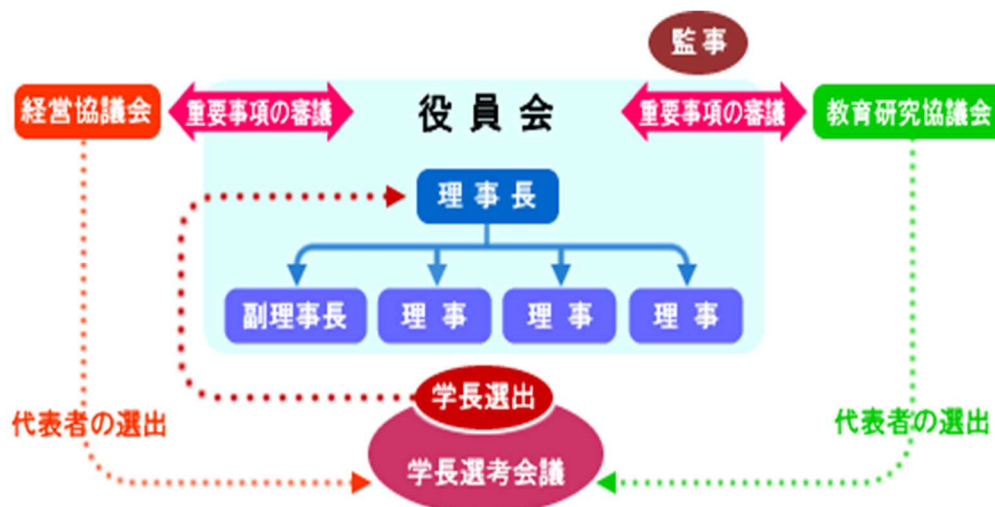 監事
経営協議会
重要事項の審議
役員会
重要事項の審議
教育研究協議会
理事長
副理事長
理事
理事
理事
学長選出
代表者の選出
代表者の選出
学長選考会議